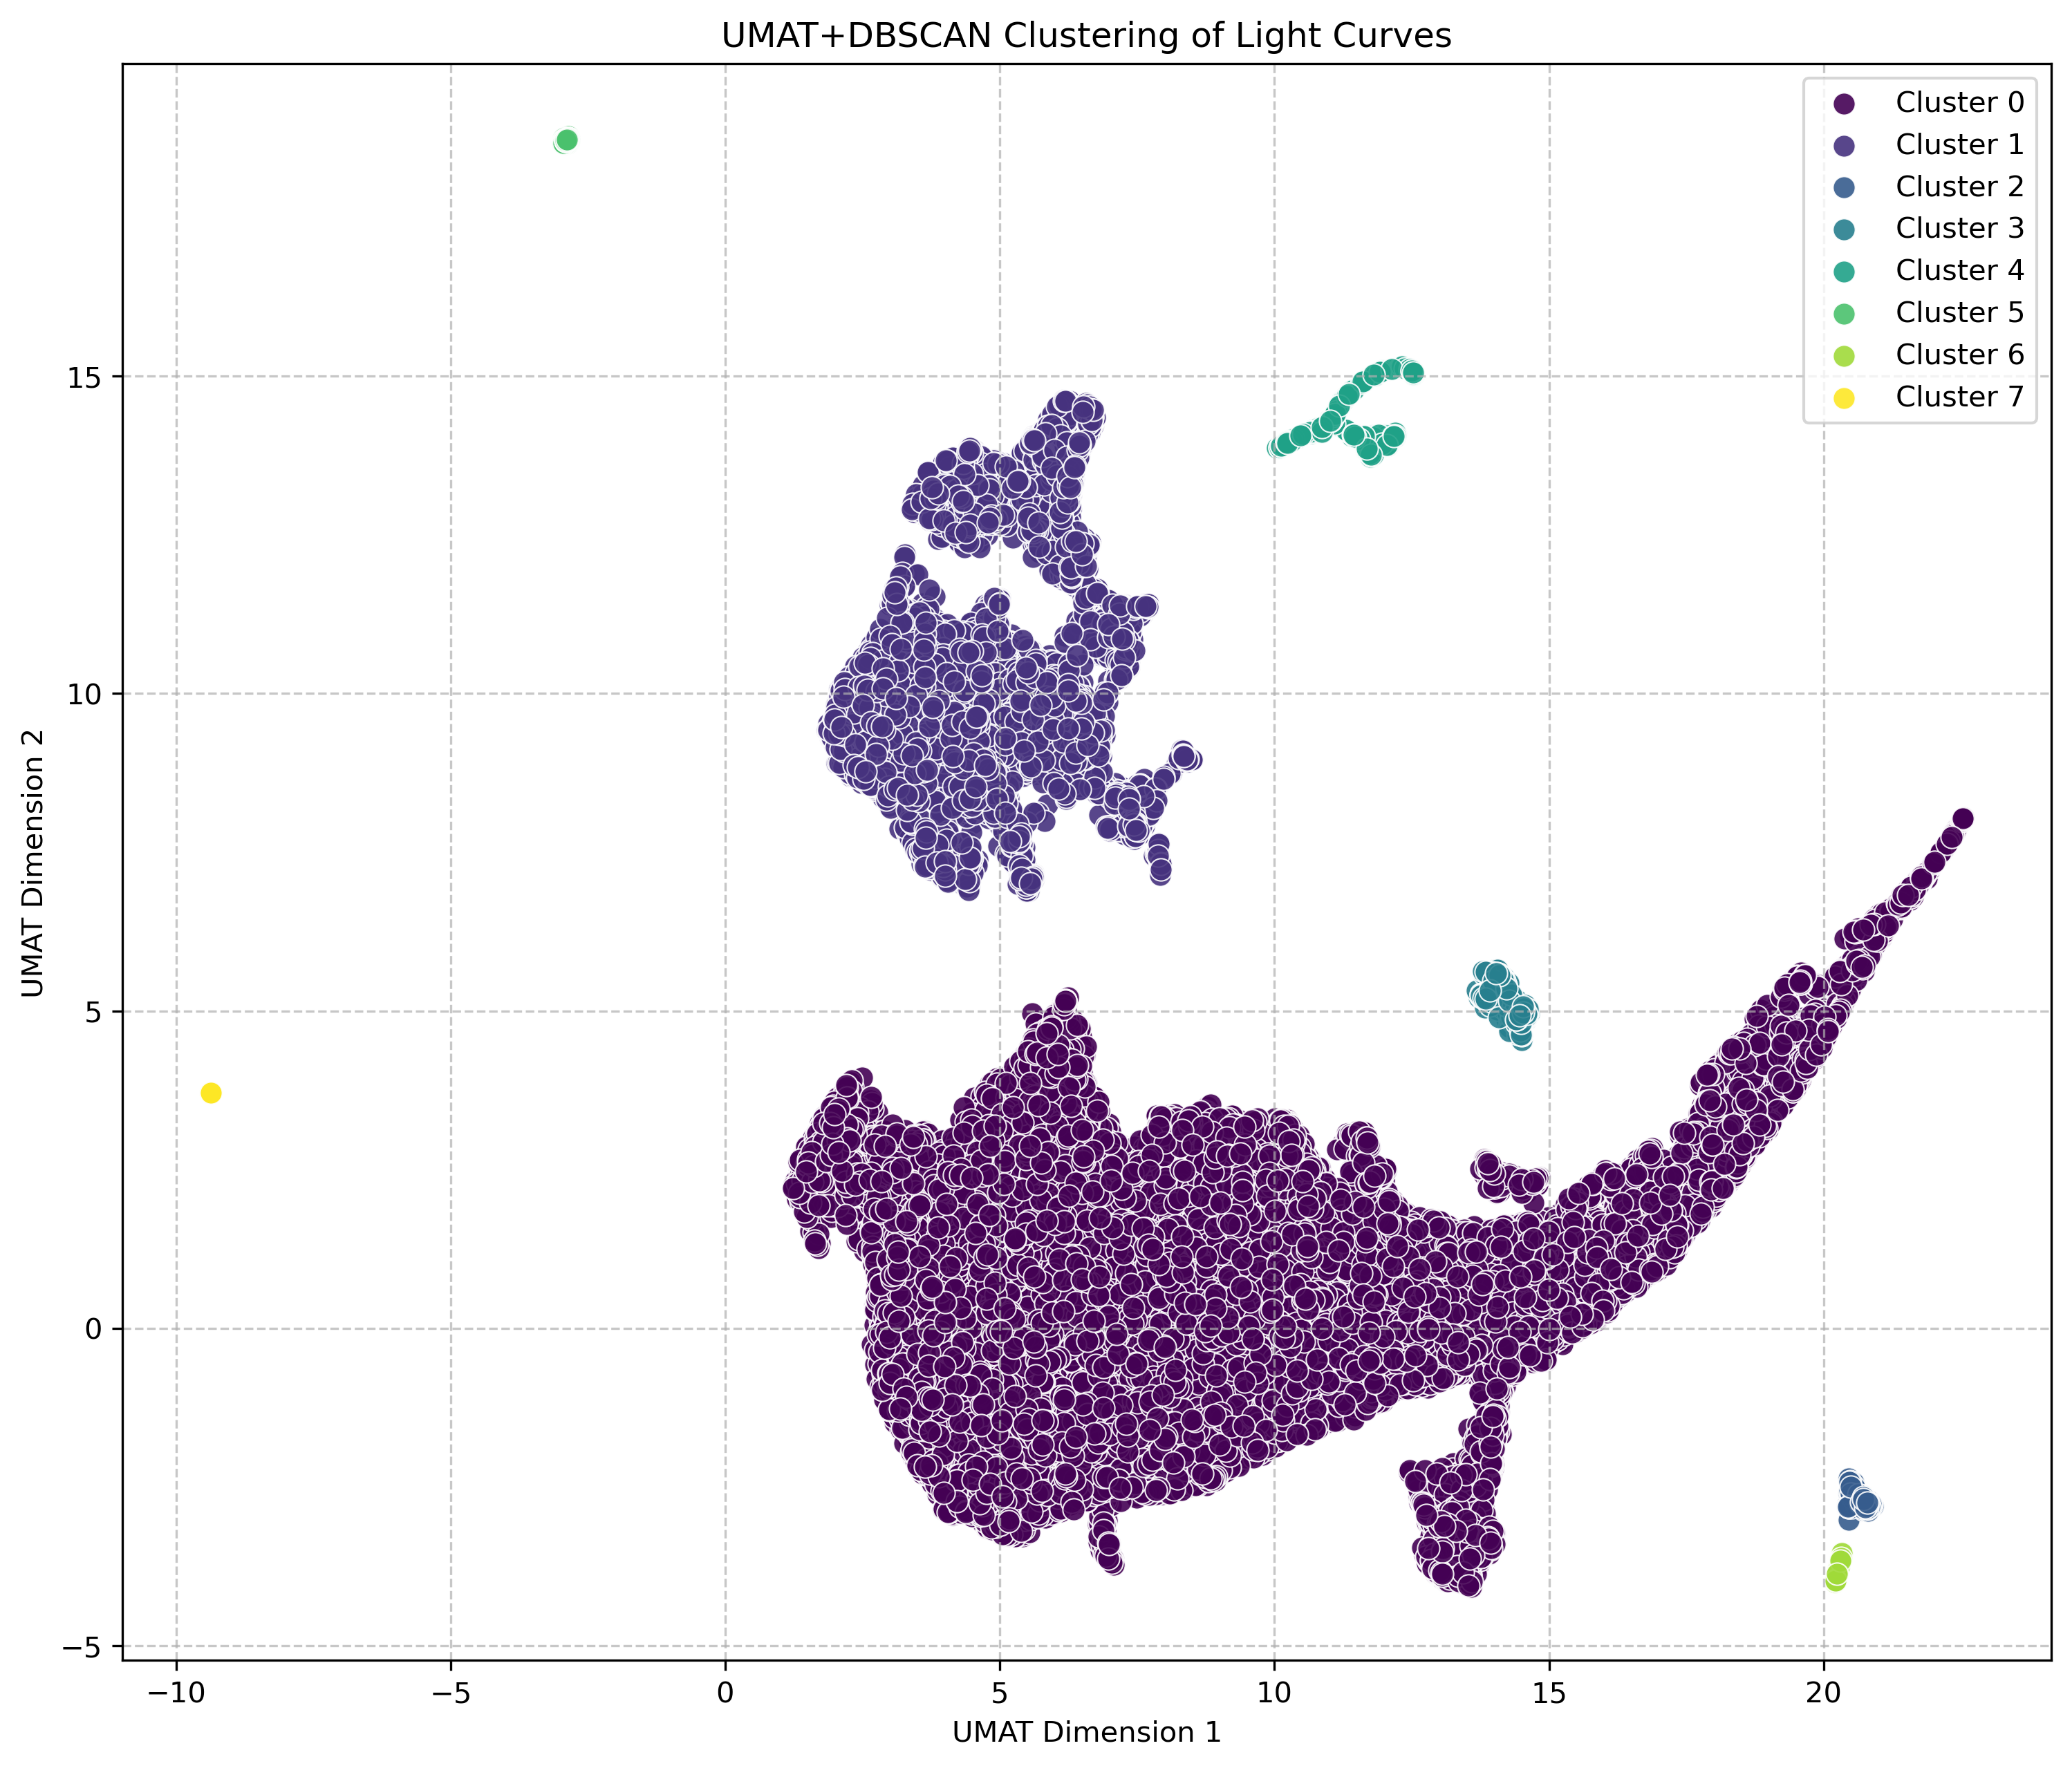 UMAT+DBSCAN Clustering of Light Curves
Cluster 0
Cluster 1
Cluster 2
Cluster 3
Cluster 4
Cluster 5
Cluster 6
Cluster 7
UMAT Dimension 2
15
10
5
0
−5
−10
−5
0
5
10
15
20
UMAT Dimension 1